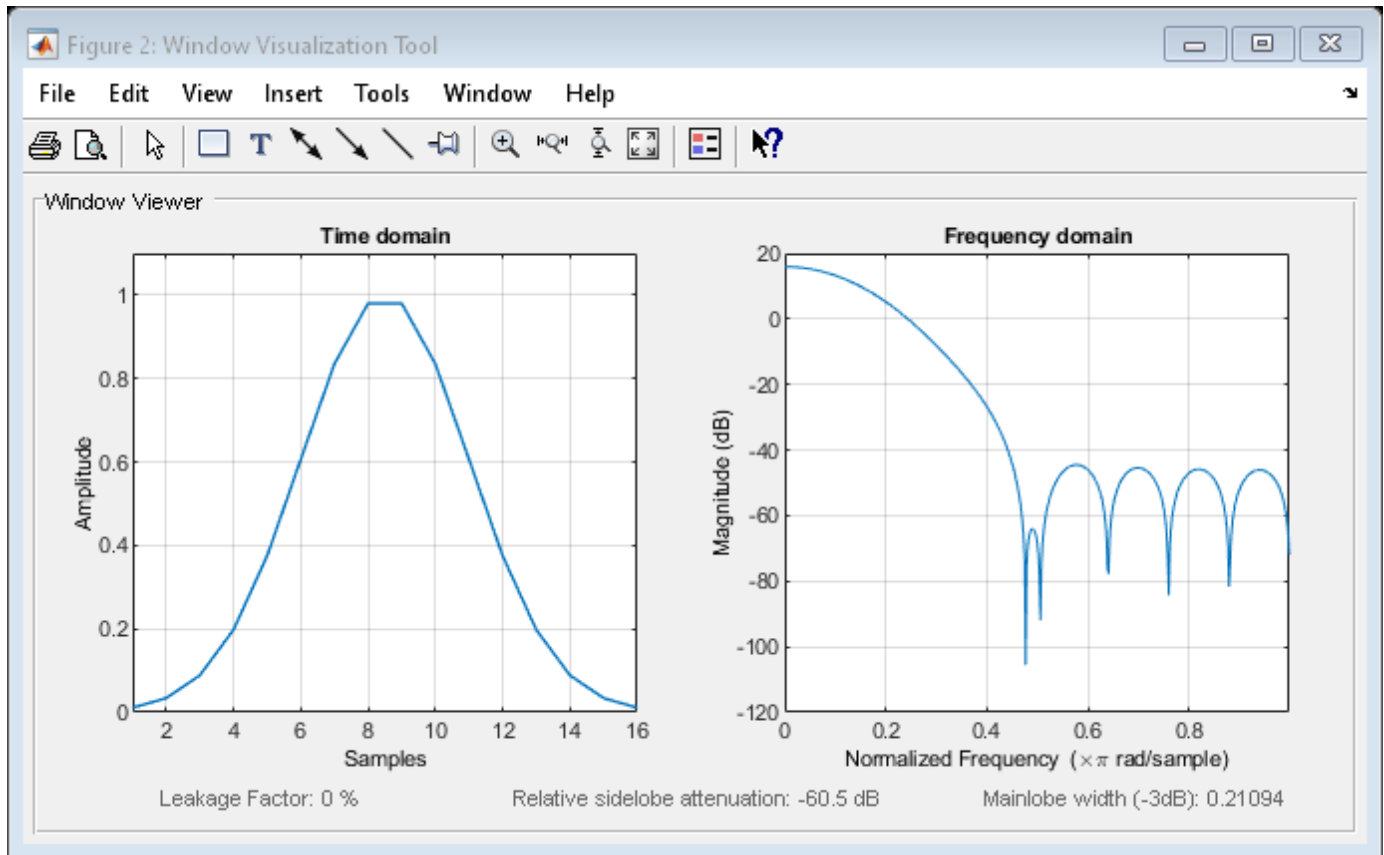 Figure 2: Window Visualization Tool
File Edit View Insert Tools Window Help
T ?
Window Viewer
Time domain
1
0.8
0.6
0.4
0.2
0
Amplitude
2 4 6 8 10 12 14 16
Samples
Frequency domain
20
0
-20
-40
-60
-80
-100
-120
Magnitude (dB)
0 0.2 0.4 0.6 0.8
Normalized Frequency (×π rad/sample)
Leakage Factor: 0 % Relative sidelobe attenuation: -60.5 dB Mainlobe width (-3dB): 0.21094